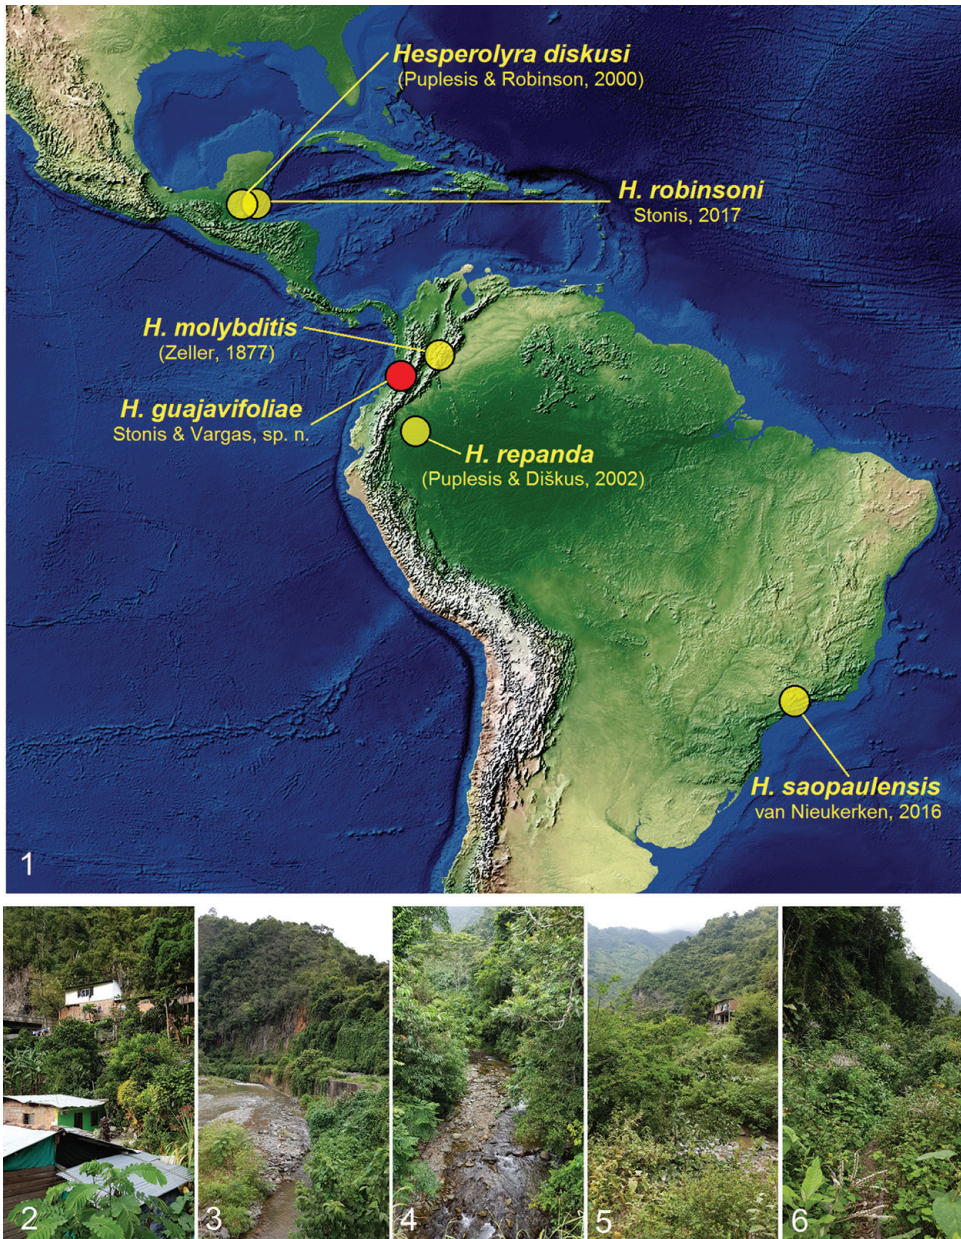 Hesperolyra diskusi
(Puplesis & Robinson, 2000)
H. robinsoni
Stonis, 2017
H. molybditis
(Zeller, 1877)
H. guajavifoliae
Stonis & Vargas, sp. n.
H. repanda
(Puplesis & Diškus, 2002)
H. saopaulensis
van Nieukerken, 2016
1
2
3
4
5
6